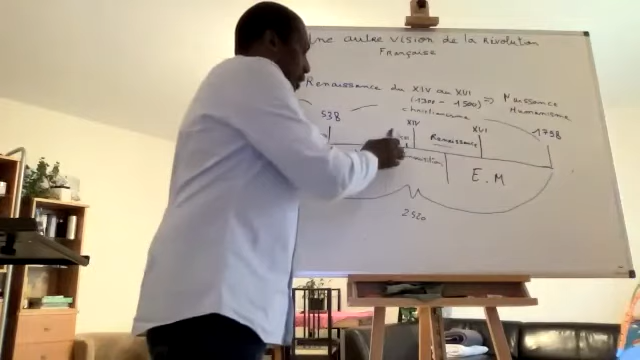 une autre vision de la Révolution
Française
Renaissance du XIV au XVI
(1300 - 1500) => Naissance
christianisme Humanisme
538 XIV Renaissance XVI 1798
E.M
2520